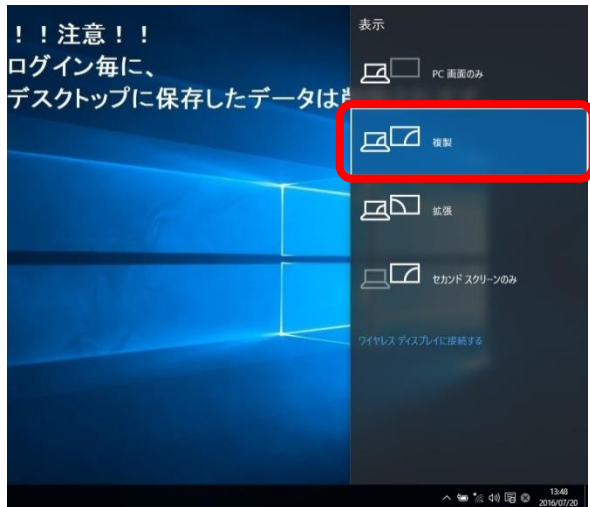 ！！注意！！
ログイン毎に、
デスクトップに保存したデータは
表示
PC 画面のみ
複製
拡張
セカンド スクリーンのみ
ワイヤレス ディスプレイに接続する
13:48
2016/07/20